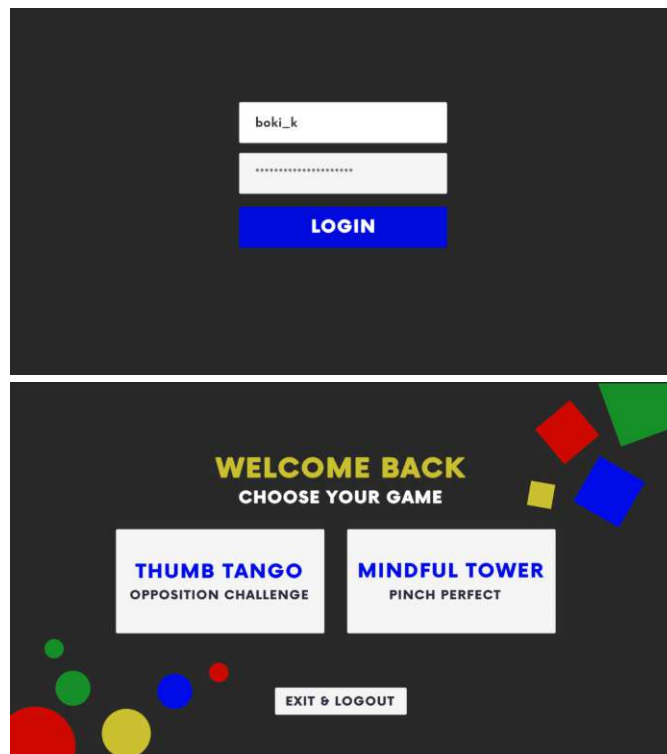 boki_k
*********************
LOGIN
WELCOME BACK
CHOOSE YOUR GAME
THUMB TANGO
OPPOSITION CHALLENGE
MINDFUL TOWER
PINCH PERFECT
EXIT & LOGOUT